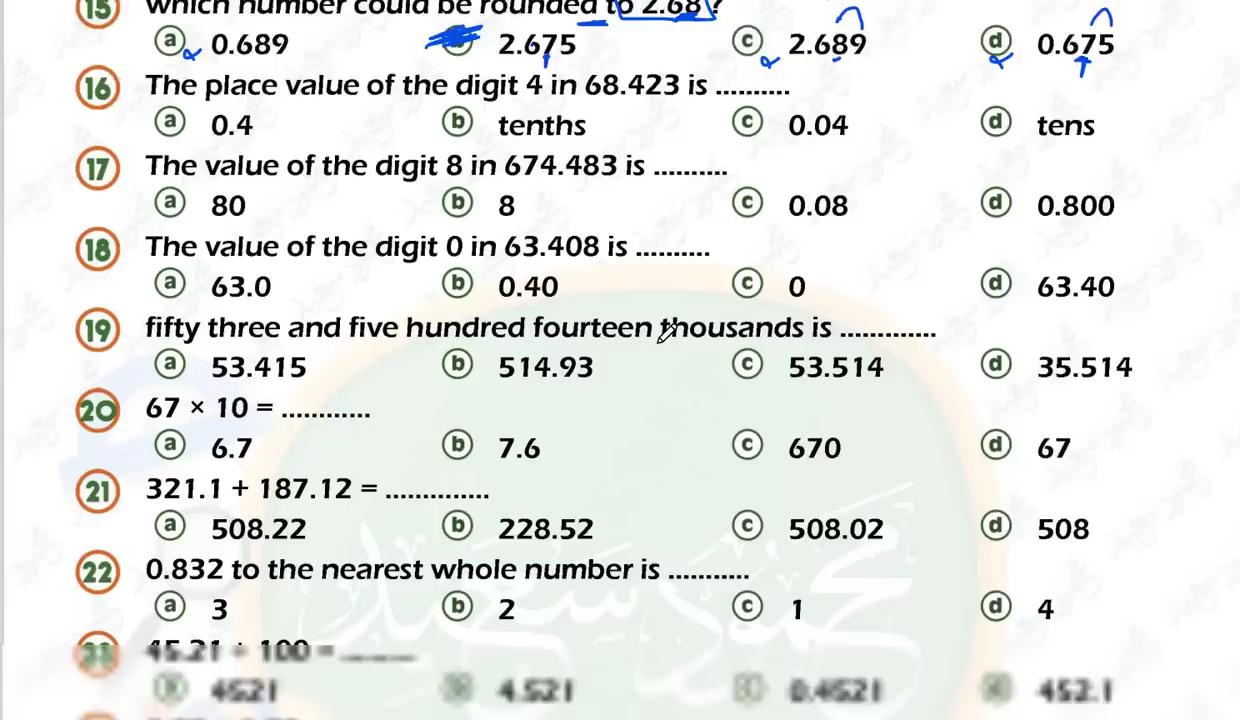 15 which number could be rounded to 2.68 ?
a 0.689 2.675 c 2.689 d 0.675
16 The place value of the digit 4 in 68.423 is ..........
a 0.4 b tenths c 0.04 d tens
17 The value of the digit 8 in 674.483 is ..........
a 80 b 8 c 0.08 d 0.800
18 The value of the digit 0 in 63.408 is ..........
a 63.0 b 0.40 c 0 d 63.40
19 fifty three and five hundred fourteen thousands is .............
a 53.415 b 514.93 c 53.514 d 35.514
20 67 × 10 = ............
a 6.7 b 7.6 c 670 d 67
21 321.1 + 187.12 = ..............
a 508.22 b 228.52 c 508.02 d 508
22 0.832 to the nearest whole number is ...........
a 3 b 2 c 1 d 4
45.21 ÷ 100 = .........
4521 4.521 0.4521 452.1
محمود سعيد